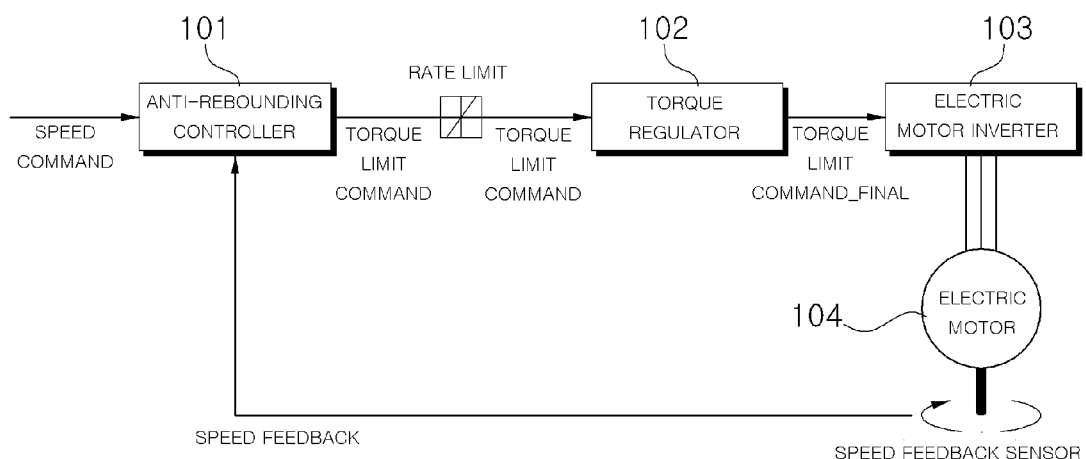 101
102
103
RATE LIMIT
ANTI-REBOUNDING
CONTROLLER
TORQUE
REGULATOR
ELECTRIC
MOTOR INVERTER
SPEED
COMMAND
TORQUE
LIMIT
COMMAND
TORQUE
LIMIT
COMMAND
TORQUE
LIMIT
COMMAND_FINAL
104
ELECTRIC
MOTOR
SPEED FEEDBACK
SPEED FEEDBACK SENSOR